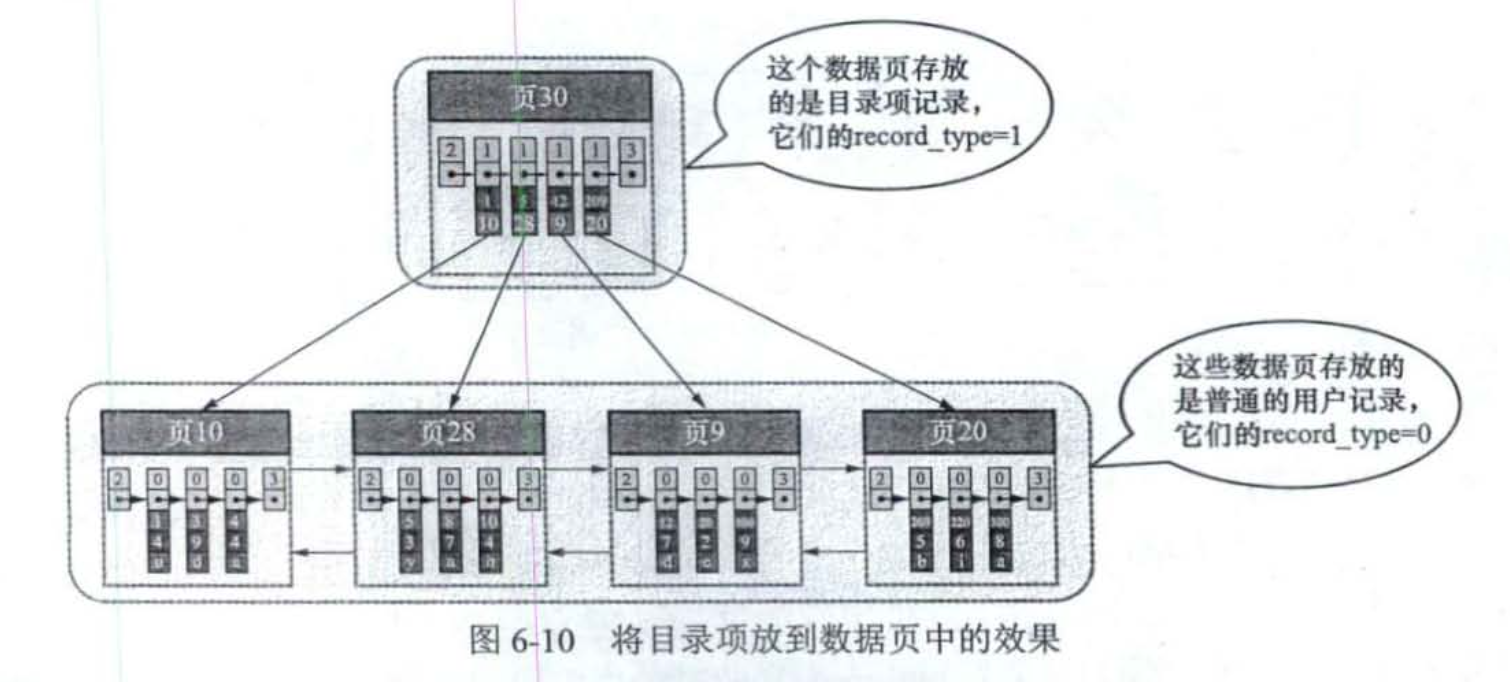 页30
这个数据页存放
的是目录项记录,
它们的record_type=1
2 1 1 1 1 3
1 5 12 209
10 28 9 20
这些数据页存放的
是普通的用户记录,
它们的record_type=0
页10 页28 页9 页20
2 0 0 0 3 2 0 0 0 3 2 0 0 0 3 2 0 0 0 3
1 3 4 5 8 10 12 20 209 220 300
4 9 4 3 7 4 7 2 9 5 6 8
u d a y a o d e x b i a
图 6-10 将目录项放到数据页中的效果